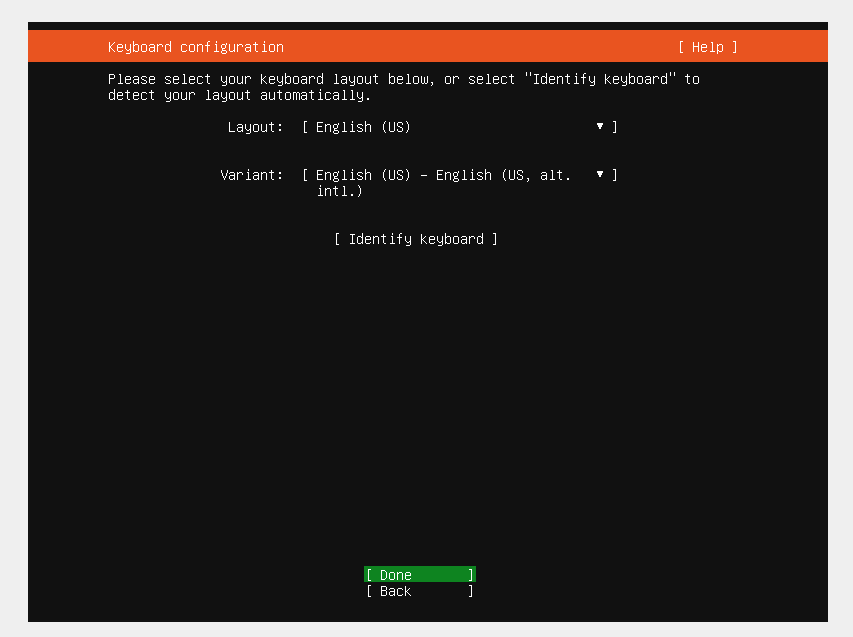 Keyboard configuration [ Help ]
Please select your keyboard layout below, or select "Identify keyboard" to
detect your layout automatically.
Layout: [ English (US) ▾ ]
Variant: [ English (US) – English (US, alt. ▾ ]
intl.)
[ Identify keyboard ]
[ Done ]
[ Back ]